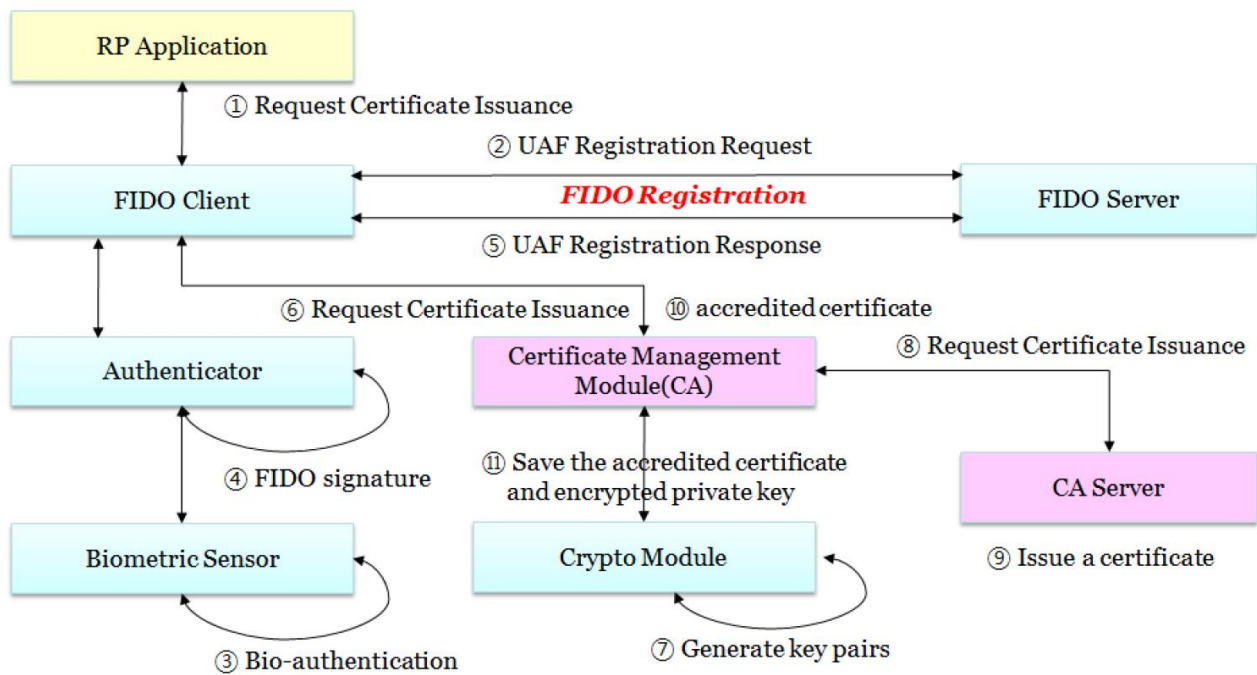 RP Application
① Request Certificate Issuance
② UAF Registration Request
FIDO Client
FIDO Registration
FIDO Server
⑤ UAF Registration Response
⑥ Request Certificate Issuance
⑩ accredited certificate
Authenticator
Certificate Management
Module(CA)
⑧ Request Certificate Issuance
④ FIDO signature
⑪ Save the accredited certificate
and encrypted private key
CA Server
Biometric Sensor
Crypto Module
⑨ Issue a certificate
③ Bio-authentication
⑦ Generate key pairs